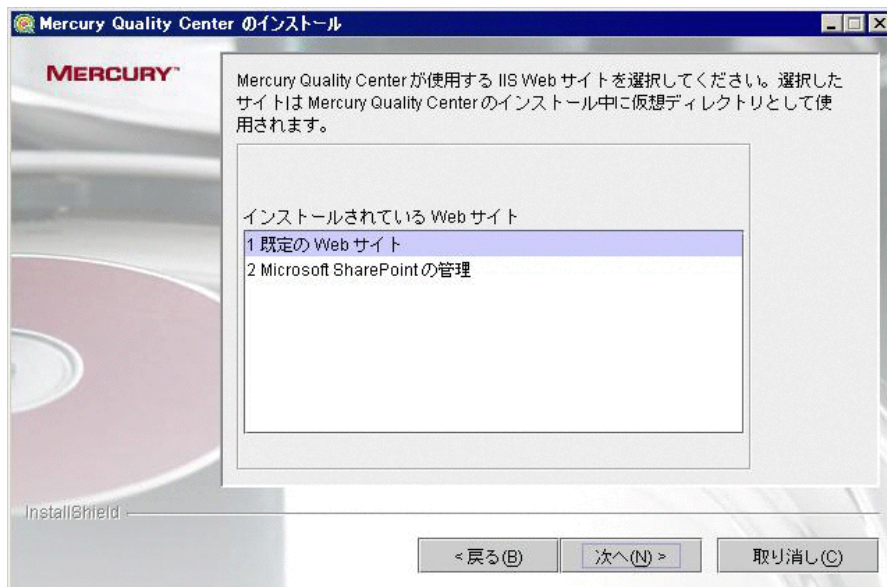 Mercury Quality Center のインストール
MERCURY™
Mercury Quality Center が使用する IIS Web サイトを選択してください。選択した
サイトは Mercury Quality Center のインストール中に仮想ディレクトリとして使
用されます。
インストールされている Web サイト
1 既定の Web サイト
2 Microsoft SharePoint の管理
InstallShield
< 戻る(B)
次へ(N) >
取り消し(C)